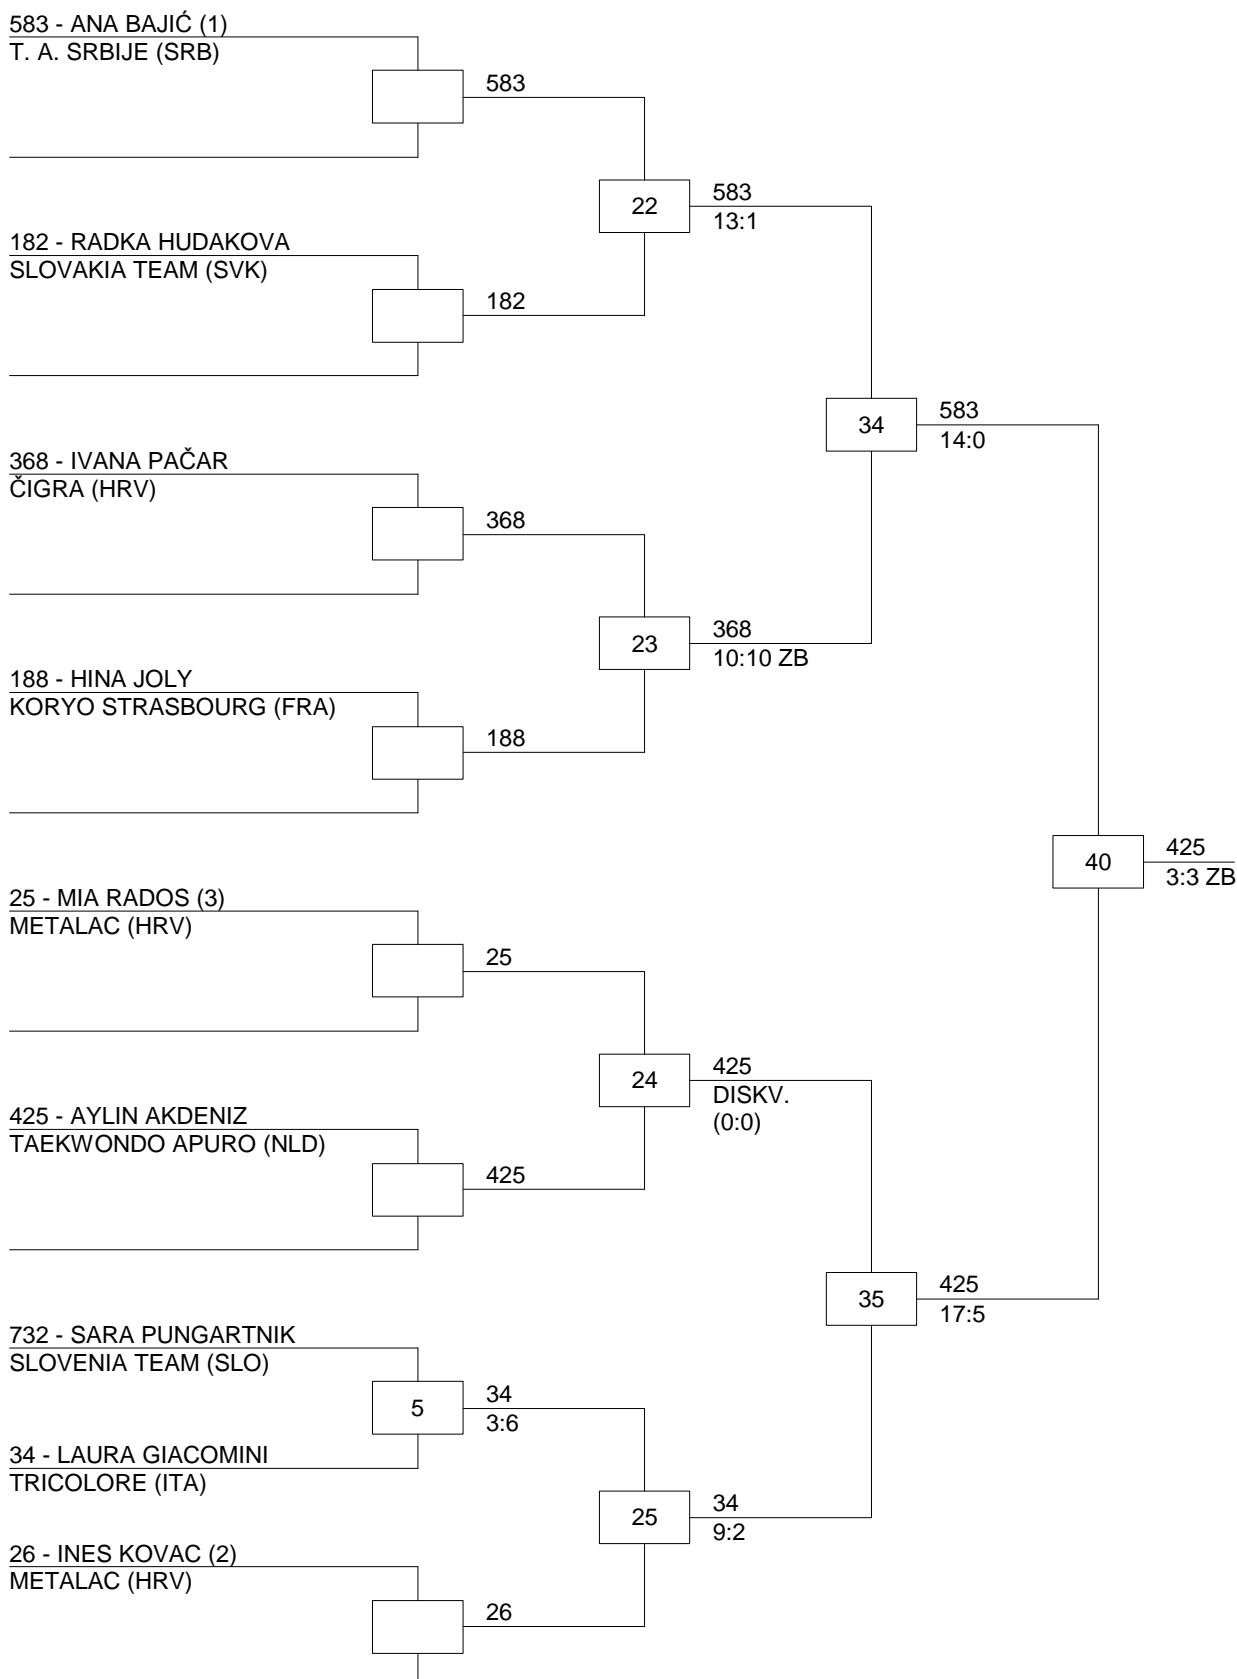 583 - ANA BAJIĆ (1)
T. A. SRBIJE (SRB)
583
22
583
13:1
182 - RADKA HUDAKOVA
SLOVAKIA TEAM (SVK)
182
34
583
14:0
368 - IVANA PAČAR
ČIGRA (HRV)
368
23
368
10:10 ZB
188 - HINA JOLY
KORYO STRASBOURG (FRA)
188
40
425
3:3 ZB
25 - MIA RADOS (3)
METALAC (HRV)
25
24
425
DISKV.
(0:0)
425 - AYLIN AKDENIZ
TAEKWONDO APURO (NLD)
425
35
425
17:5
732 - SARA PUNGARTNIK
SLOVENIA TEAM (SLO)
5
34
3:6
34 - LAURA GIACOMINI
TRICOLORE (ITA)
25
34
9:2
26 - INES KOVAC (2)
METALAC (HRV)
26